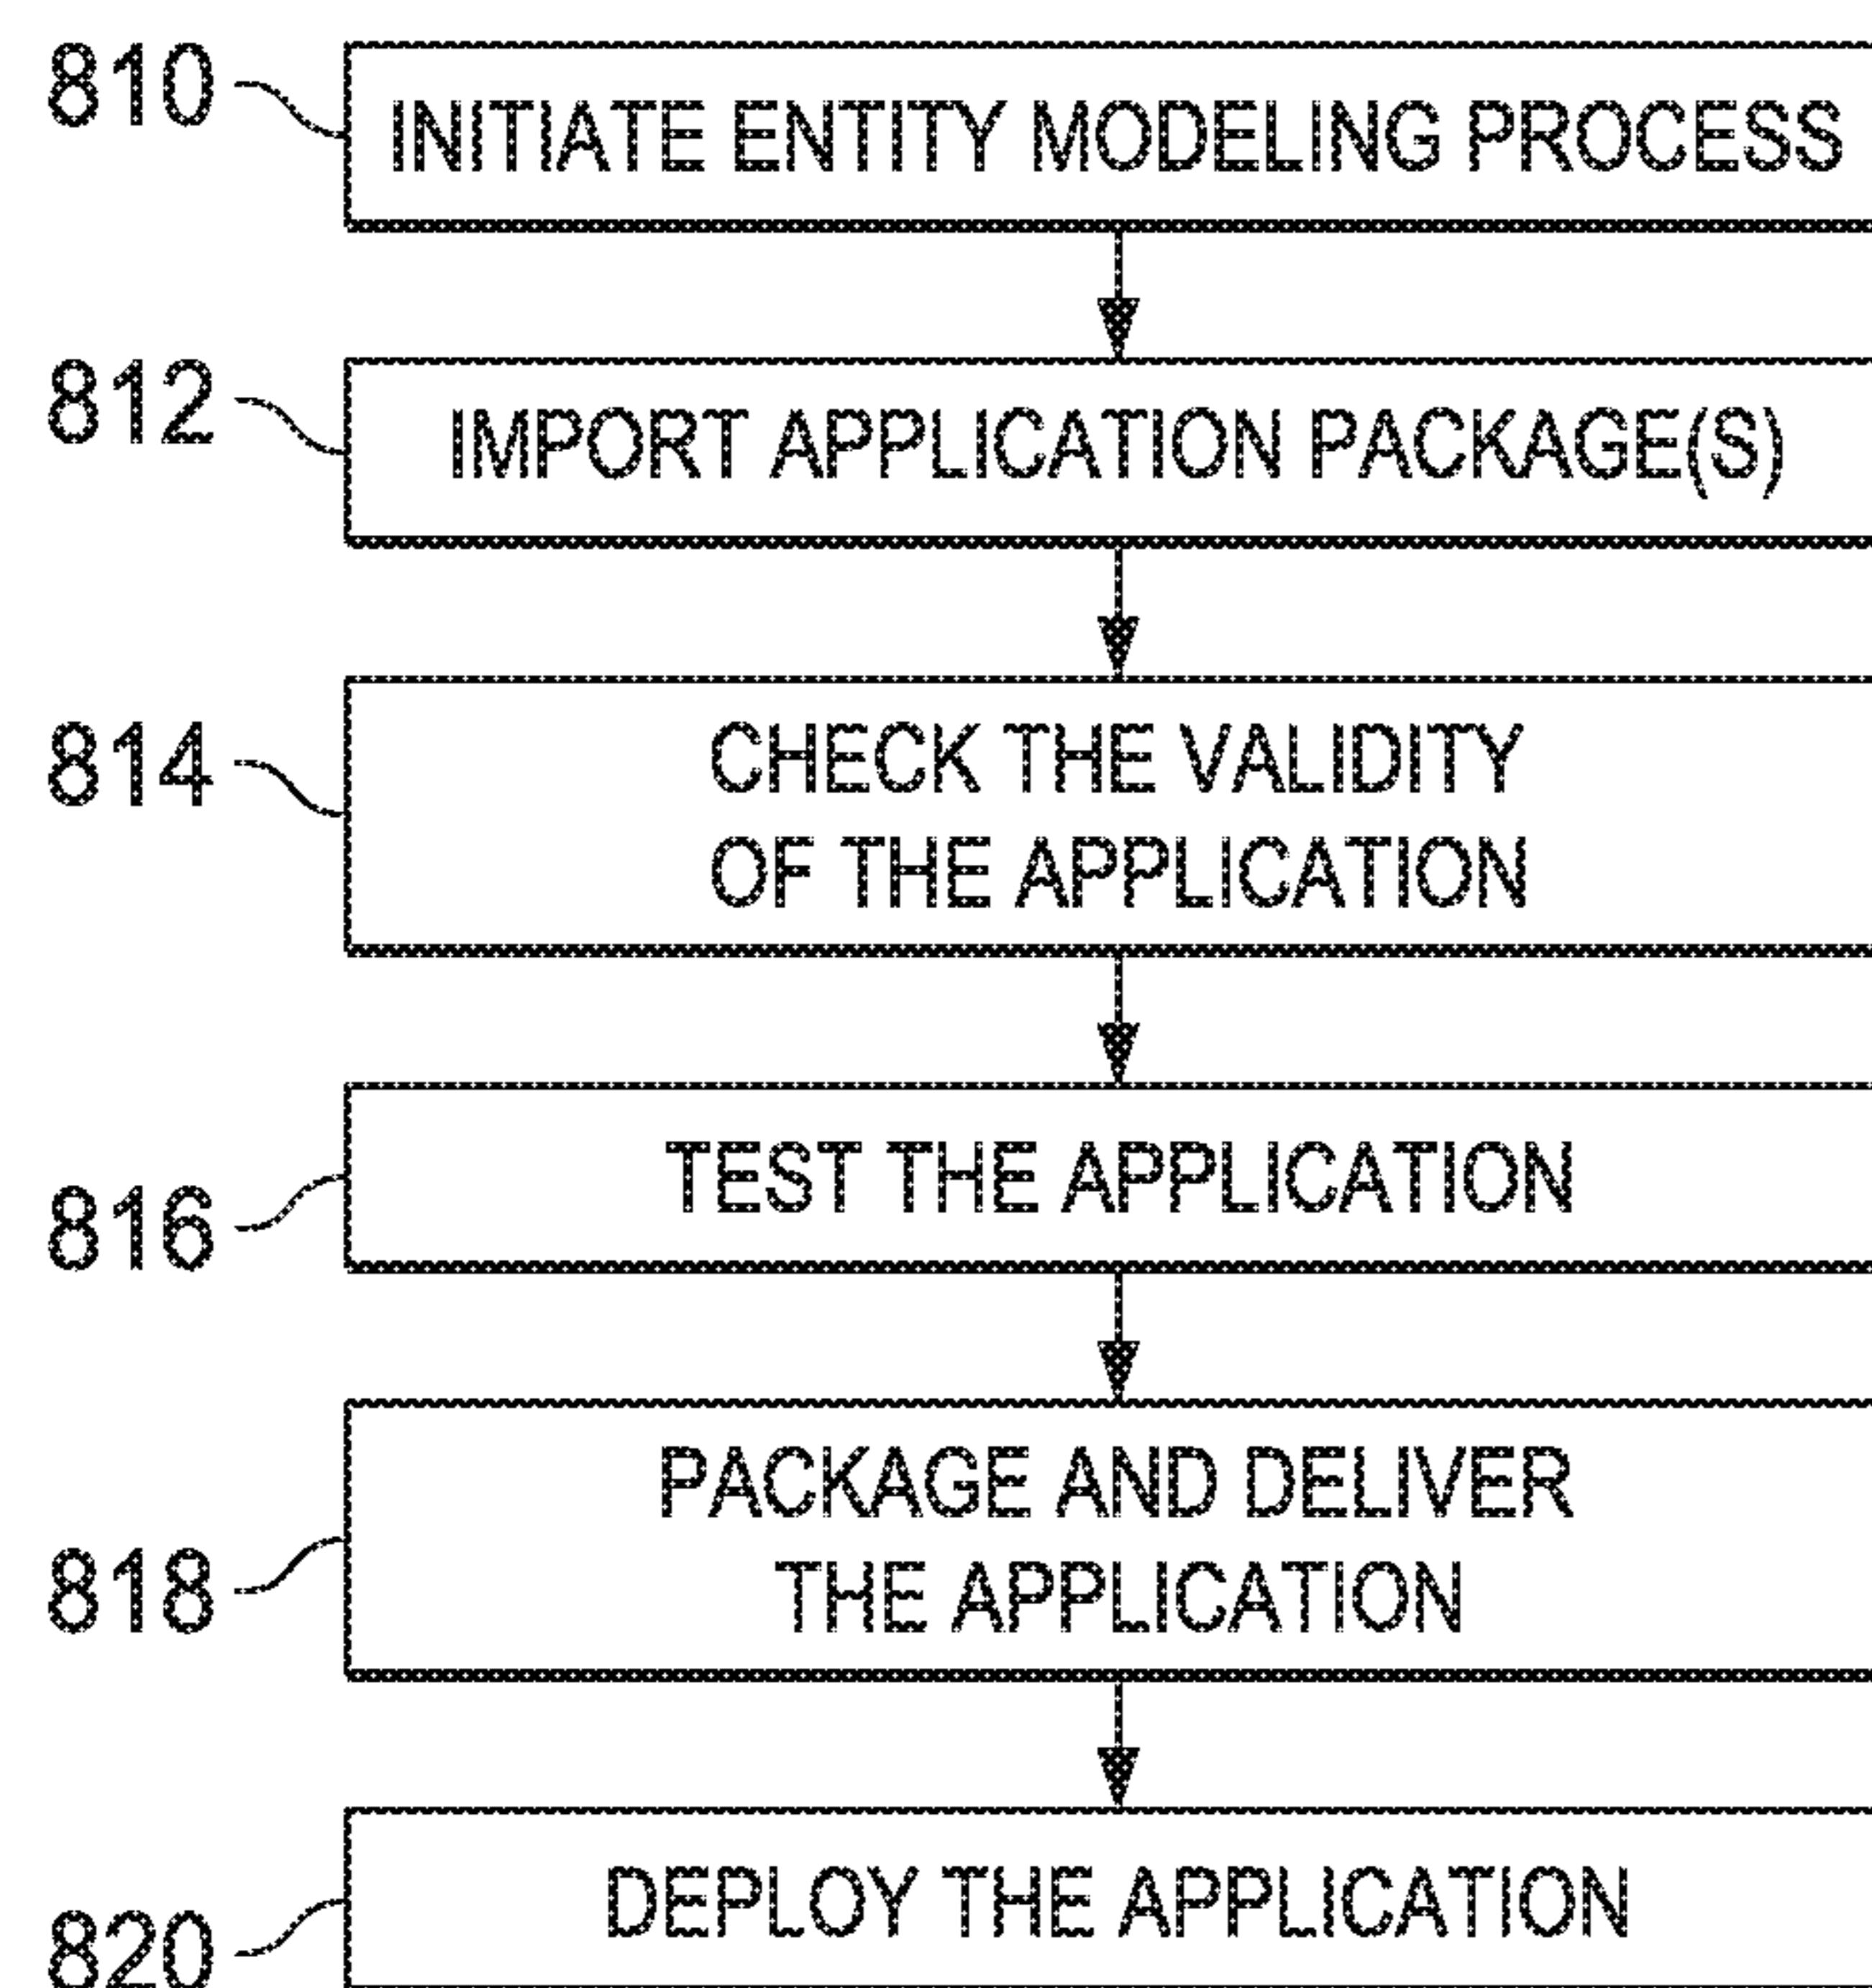 810 INITIATE ENTITY MODELING PROCESS
812 IMPORT APPLICATION PACKAGE(S)
814 CHECK THE VALIDITY
OF THE APPLICATION
816 TEST THE APPLICATION
818 PACKAGE AND DELIVER
THE APPLICATION
820 DEPLOY THE APPLICATION